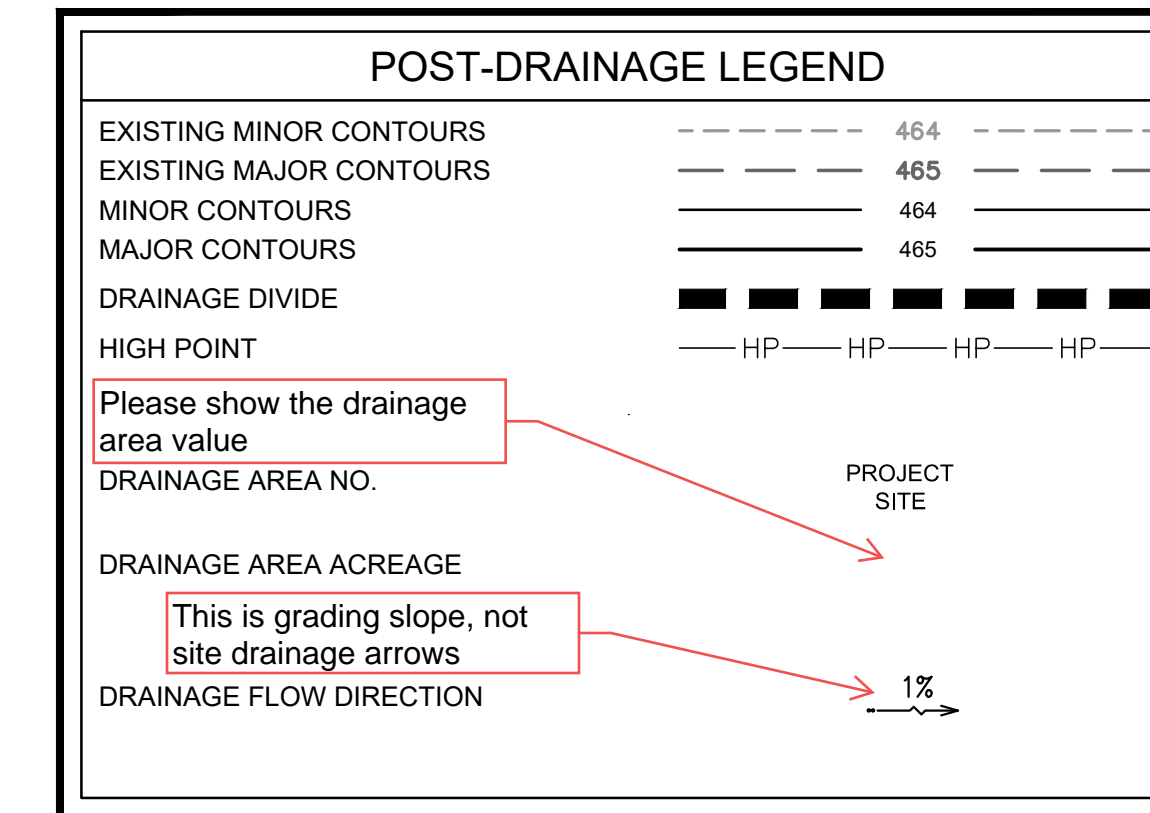 POST-DRAINAGE LEGEND
EXISTING MINOR CONTOURS 464
EXISTING MAJOR CONTOURS 465
MINOR CONTOURS 464
MAJOR CONTOURS 465
DRAINAGE DIVIDE
HIGH POINT HP HP HP HP
Please show the drainage
area value
DRAINAGE AREA NO.
PROJECT
SITE
DRAINAGE AREA ACREAGE
This is grading slope, not
site drainage arrows
DRAINAGE FLOW DIRECTION 1%